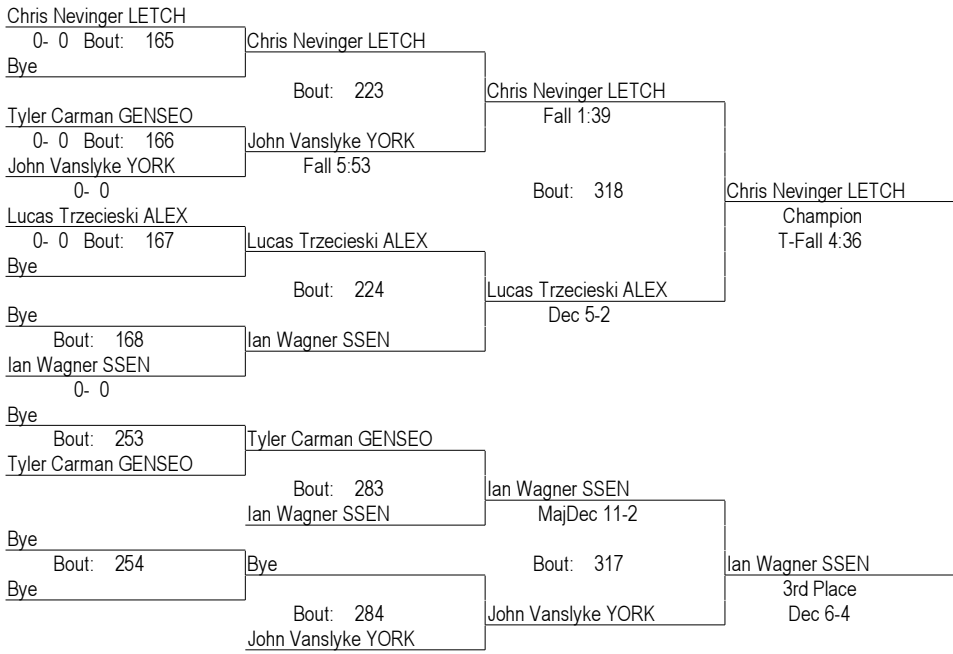 Chris Nevinger LETCH
0- 0 Bout: 165 Chris Nevinger LETCH
Bye
Bout: 223 Chris Nevinger LETCH
Tyler Carman GENSEO Fall 1:39
0- 0 Bout: 166 John Vanslyke YORK
John Vanslyke YORK Fall 5:53
0- 0 Bout: 318 Chris Nevinger LETCH
Lucas Trzecieski ALEX Champion
0- 0 Bout: 167 Lucas Trzecieski ALEX T-Fall 4:36
Bye
Bout: 224 Lucas Trzecieski ALEX
Bye Dec 5-2
Bout: 168 Ian Wagner SSEN
Ian Wagner SSEN
0- 0
Bye
Bout: 253 Tyler Carman GENSEO
Tyler Carman GENSEO
Bout: 283 Ian Wagner SSEN
Ian Wagner SSEN MajDec 11-2
Bye
Bout: 254 Bye Bout: 317 Ian Wagner SSEN
Bye 3rd Place
Bout: 284 John Vanslyke YORK Dec 6-4
John Vanslyke YORK